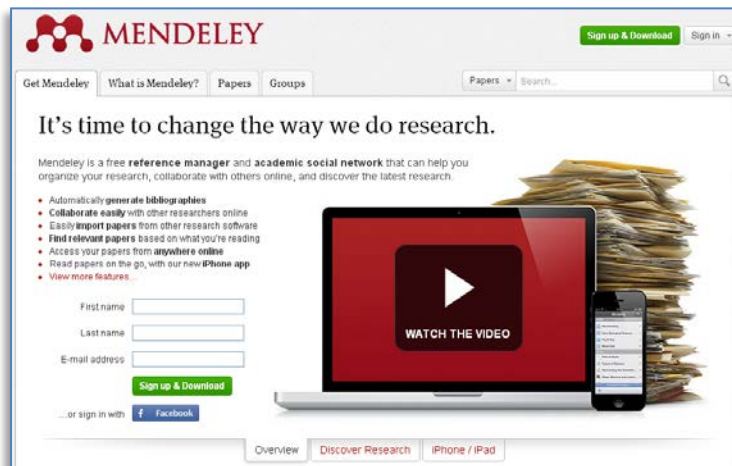 MENDELEY
Sign up & Download
Sign in
Get Mendeley
What is Mendeley?
Papers
Groups
Papers
Search...
It's time to change the way we do research.
Mendeley is a free reference manager and academic social network that can help you
organize your research, collaborate with others online, and discover the latest research.
Automatically generate bibliographies
Collaborate easily with other researchers online
Easily import papers from other research software
Find relevant papers based on what you're reading
Access your papers from anywhere online
Read papers on the go, with our new iPhone app
View more features...
First name
Last name
E-mail address
Sign up & Download
...or sign in with
f Facebook
WATCH THE VIDEO
Overview
Discover Research
iPhone / iPad